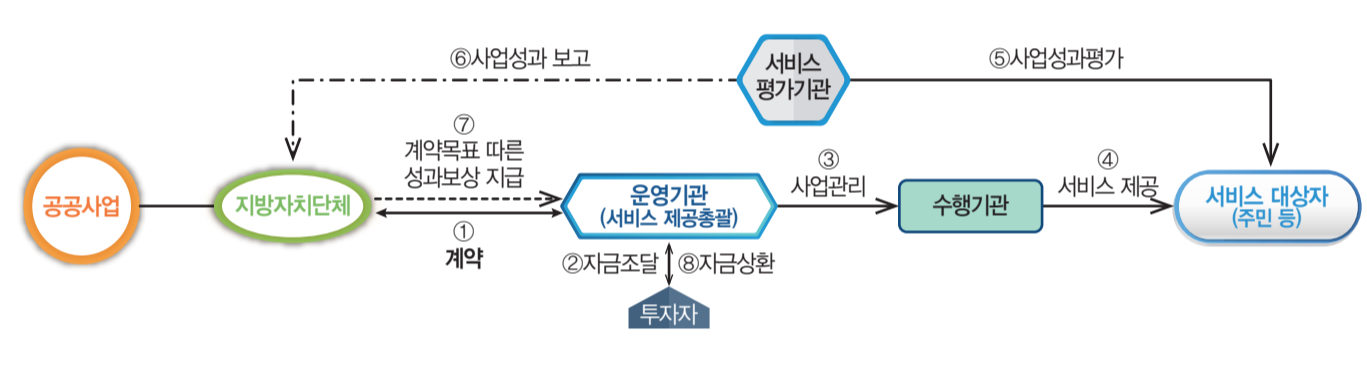 ⑥사업성과 보고
서비스
평가기관
⑤사업성과평가
⑦
계약목표 따른
성과보상 지급
공공사업
지방자치단체
운영기관
(서비스 제공총괄)
③
사업관리
수행기관
④
서비스 제공
서비스 대상자
(주민 등)
①
계약
②자금조달
⑧자금상환
투자자